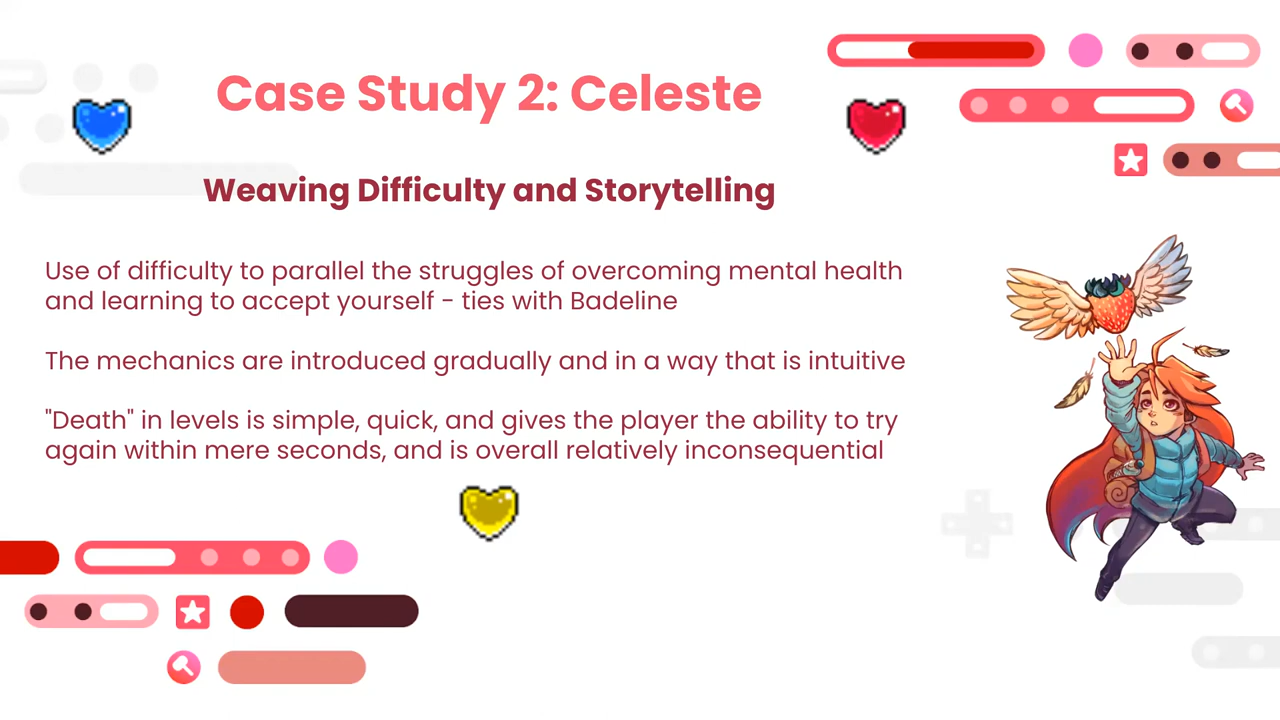 Case Study 2: Celeste
Weaving Difficulty and Storytelling
Use of difficulty to parallel the struggles of overcoming mental health
and learning to accept yourself - ties with Badeline
The mechanics are introduced gradually and in a way that is intuitive
"Death" in levels is simple, quick, and gives the player the ability to try
again within mere seconds, and is overall relatively inconsequential